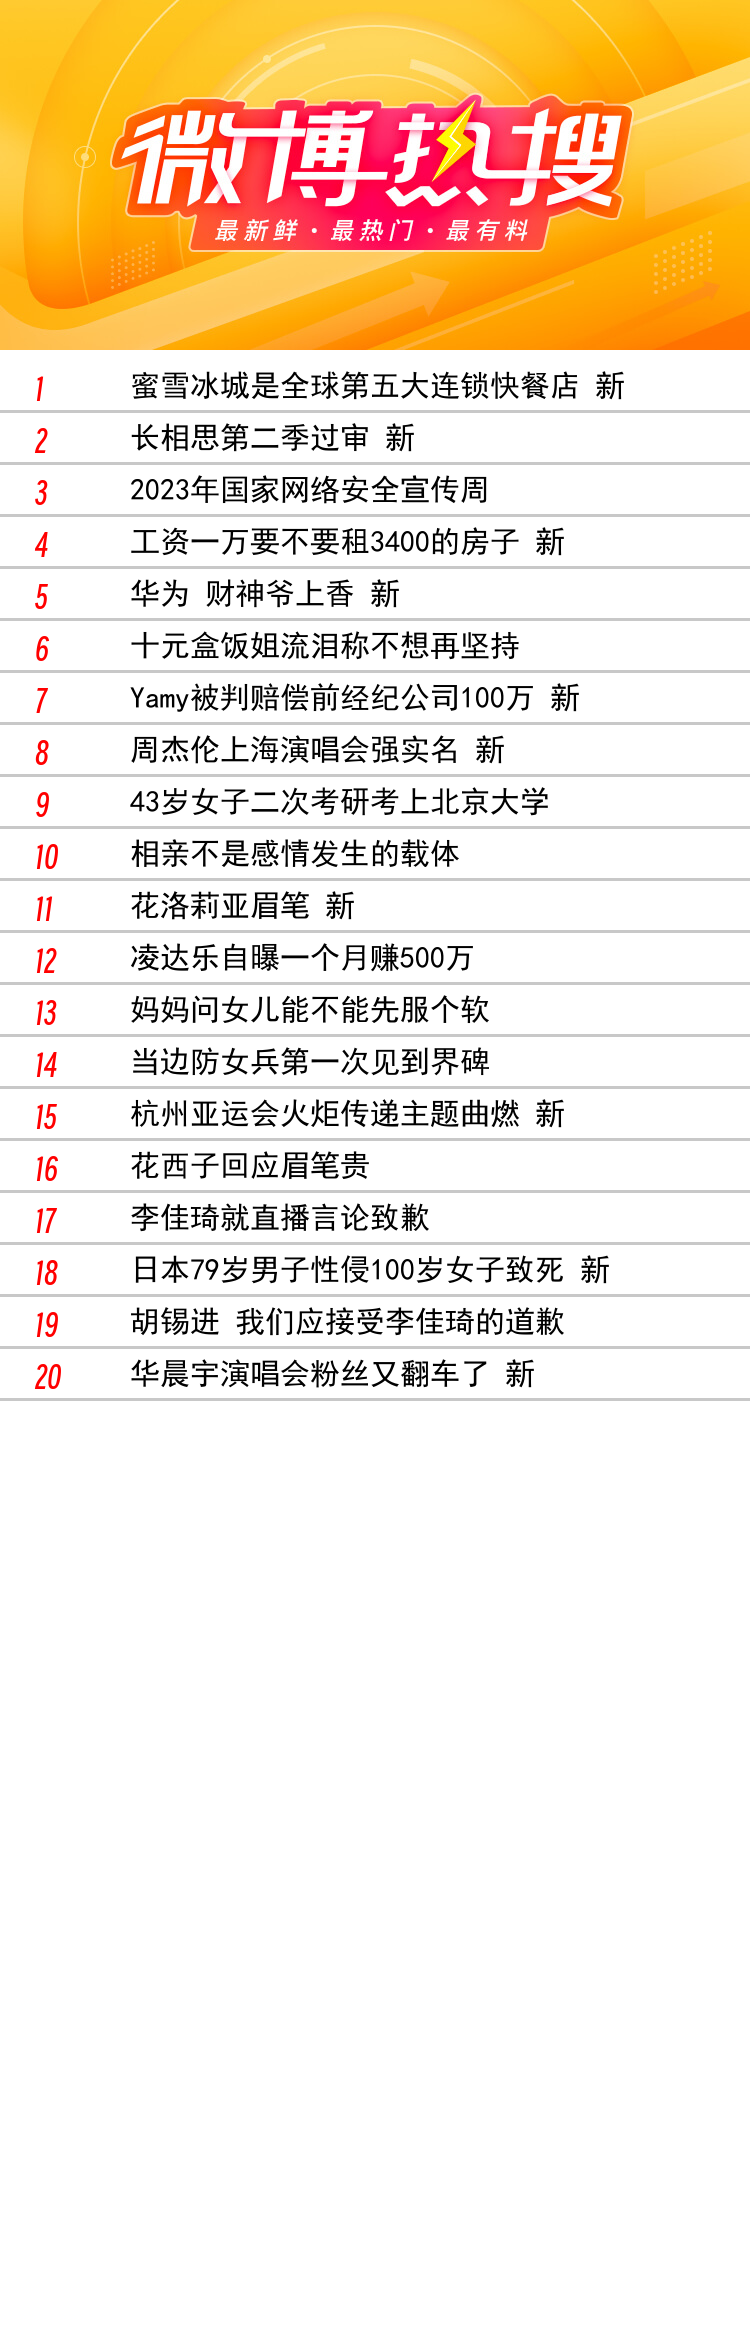 微博热搜
最新鲜·最热门·最有料
1 蜜雪冰城是全球第五大连锁快餐店 新
2 长相思第二季过审 新
3 2023年国家网络安全宣传周
4 工资一万要不要租3400的房子 新
5 华为 财神爷上香 新
6 十元盒饭姐流泪称不想再坚持
7 Yamy被判赔偿前经纪公司100万 新
8 周杰伦上海演唱会强实名 新
9 43岁女子二次考研考上北京大学
10 相亲不是感情发生的载体
11 花洛莉亚眉笔 新
12 凌达乐自曝一个月赚500万
13 妈妈问女儿能不能先服个软
14 当边防女兵第一次见到界碑
15 杭州亚运会火炬传递主题曲燃 新
16 花西子回应眉笔贵
17 李佳琦就直播言论致歉
18 日本79岁男子性侵100岁女子致死 新
19 胡锡进 我们应接受李佳琦的道歉
20 华晨宇演唱会粉丝又翻车了 新